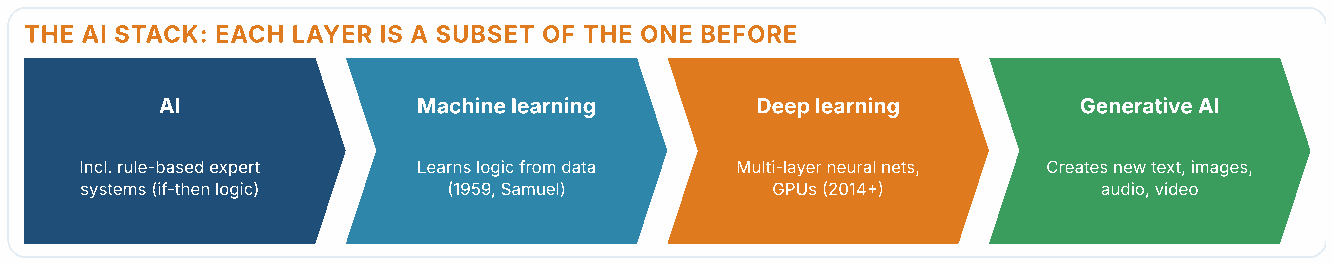 THE AI STACK: EACH LAYER IS A SUBSET OF THE ONE BEFORE
AI
Incl. rule-based expert
systems (if-then logic)
Machine learning
Learns logic from data
(1959, Samuel)
Deep learning
Multi-layer neural nets,
GPUs (2014+)
Generative AI
Creates new text, images,
audio, video